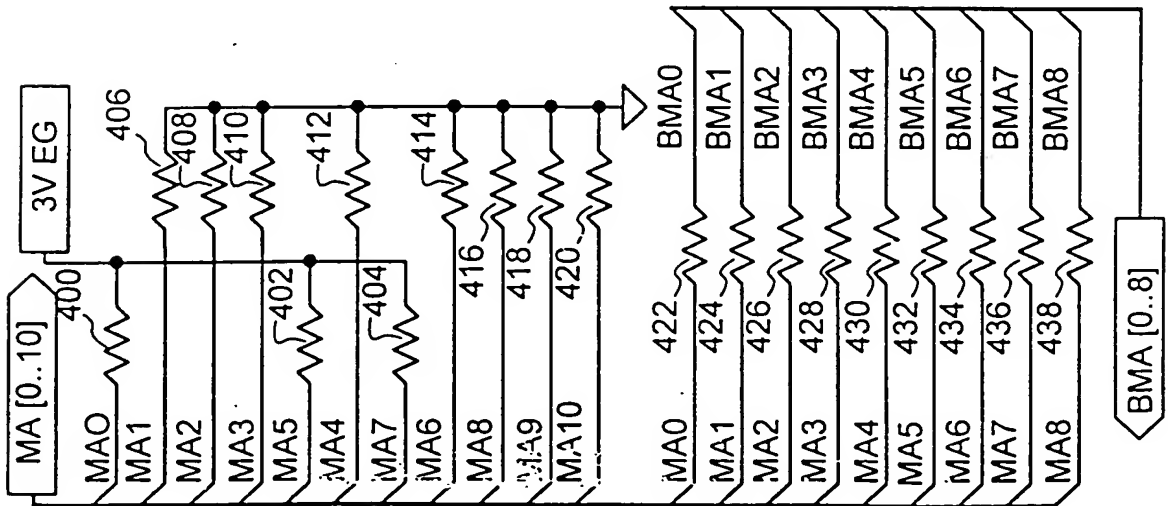 MA [0..10]
3V EG
400
406
MAO
MA1
408
MA2
410
MA3
402
MA5
412
MA4
404
MA7
414
MA6
416
MA8
418
MA9
420
MA10
MA0 422 BMA0
MA1 424 BMA1
MA2 426 BMA2
MA3 428 BMA3
MA4 430 BMA4
MA5 432 BMA5
MA6 434 BMA6
MA7 436 BMA7
MA8 438 BMA8
BMA [0..8]